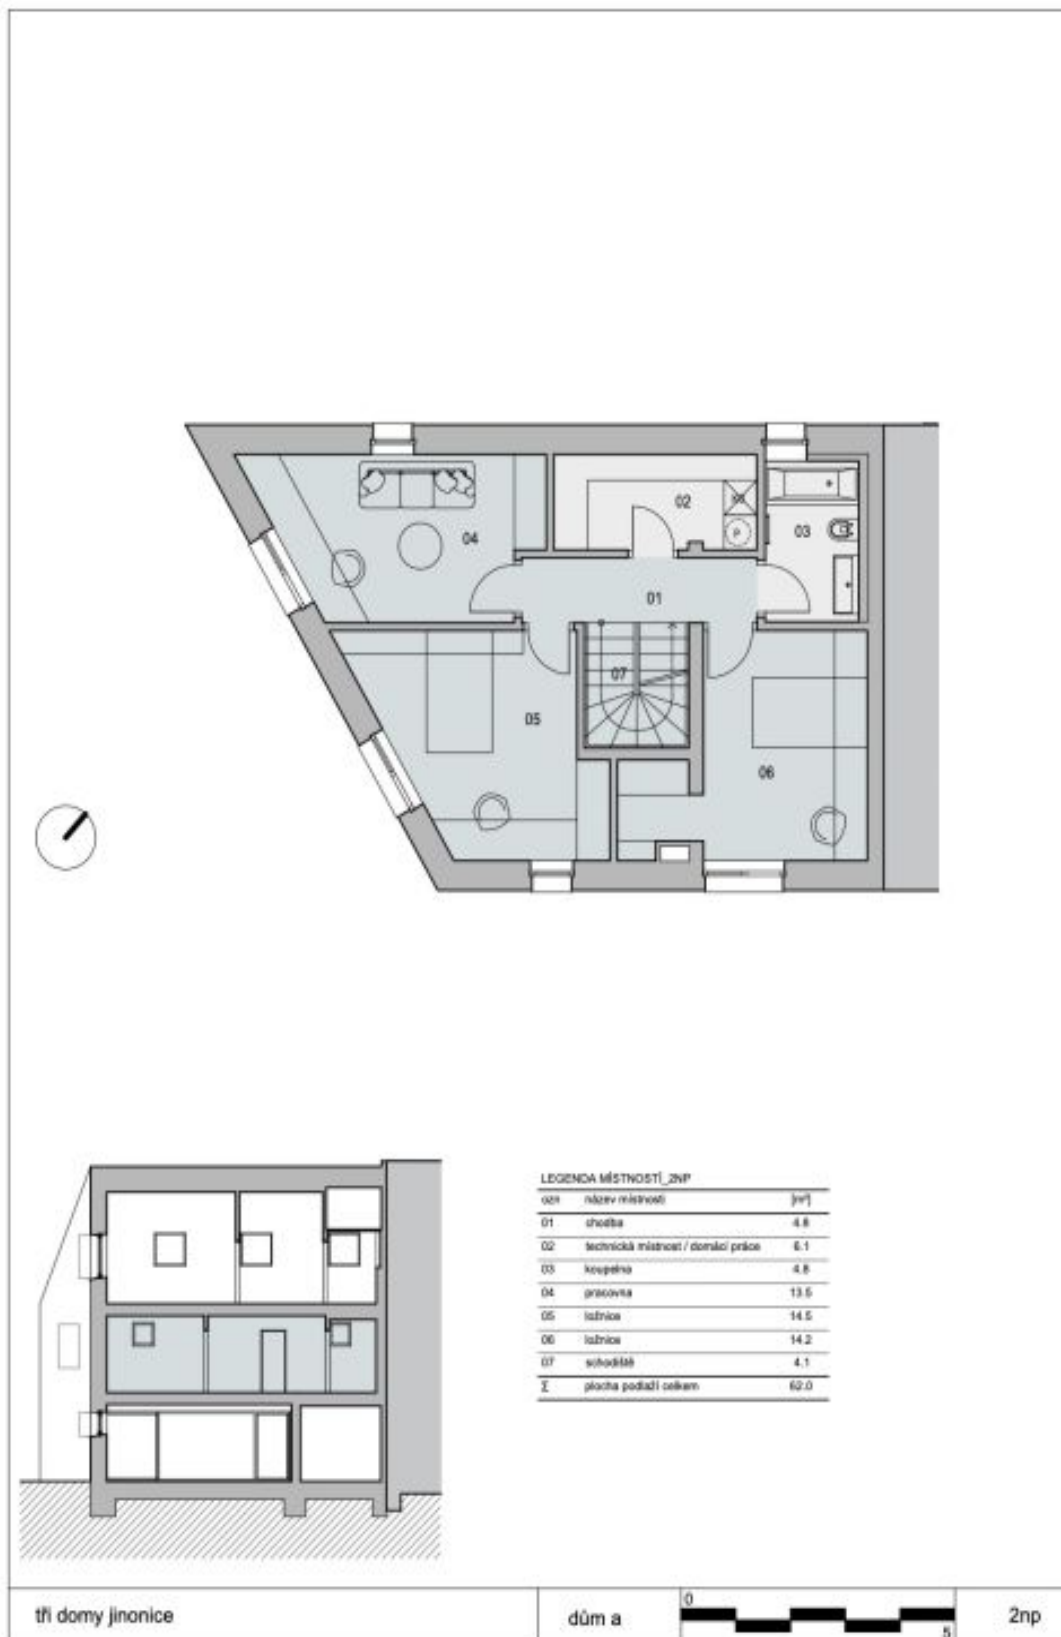 04
02
KO
P
03
01
07
05
06
LEGENDA MÍSTNOSTÍ_2NP
ozn název místnosti [m²]
01 chodba 4.8
02 technická místnost / domácí práce 6.1
03 koupelna 4.8
04 pracovna 13.5
05 ložnice 14.5
06 ložnice 14.2
07 schodiště 4.1
Σ plocha podlaží celkem 62.0
tři domy jinonice dům a 0 5 2np